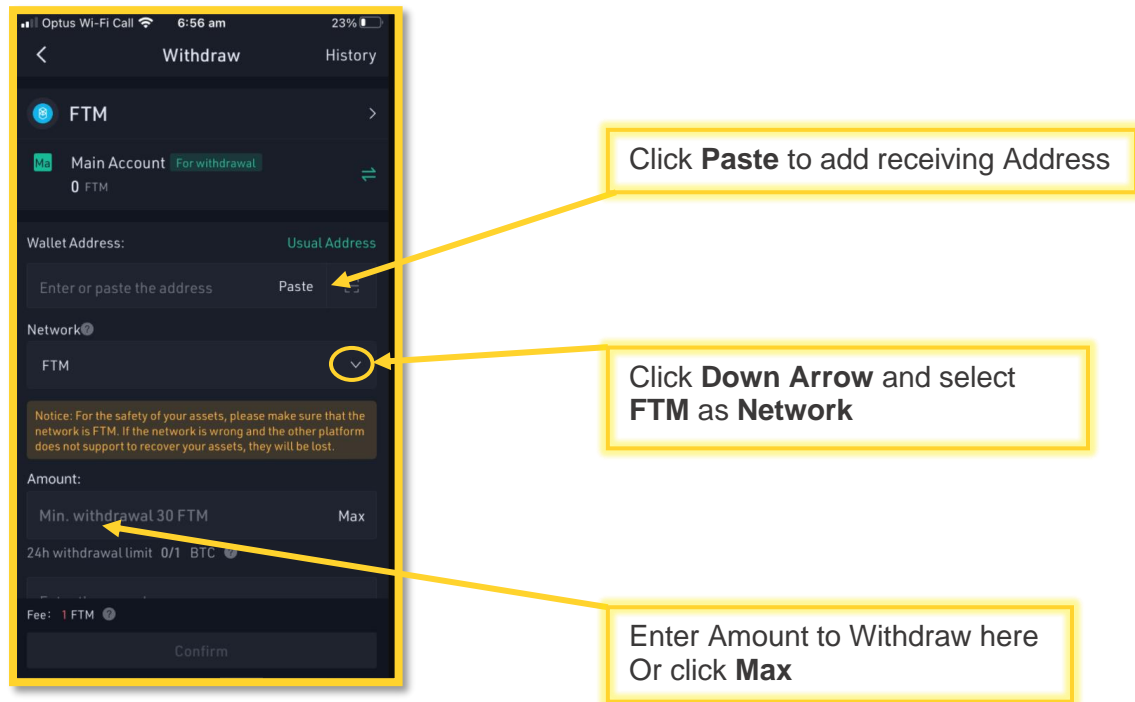 Optus Wi-Fi Call 6:56 am 23%
Withdraw History
FTM
Ma Main Account For withdrawal
0 FTM
Click Paste to add receiving Address
Wallet Address: Usual Address
Enter or paste the address Paste
Network
FTM
Click Down Arrow and select
FTM as Network
Notice: For the safety of your assets, please make sure that the
network is FTM. If the network is wrong and the other platform
does not support to recover your assets, they will be lost.
Amount:
Min. withdrawal 30 FTM Max
24h withdrawal limit 0/1 BTC
Fee: 1 FTM
Confirm
Enter Amount to Withdraw here
Or click Max